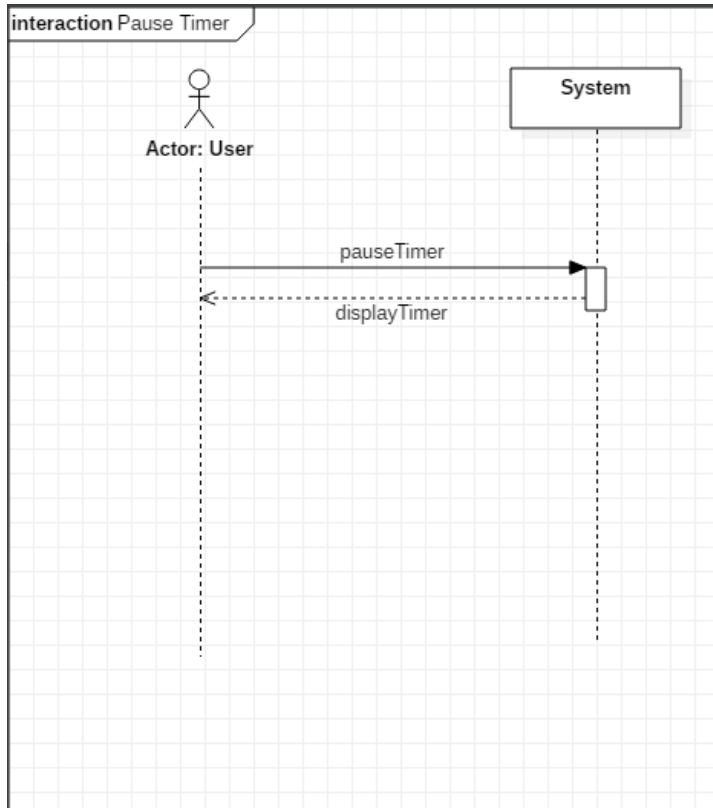 interaction Pause Timer
System
Actor: User
pauseTimer
displayTimer